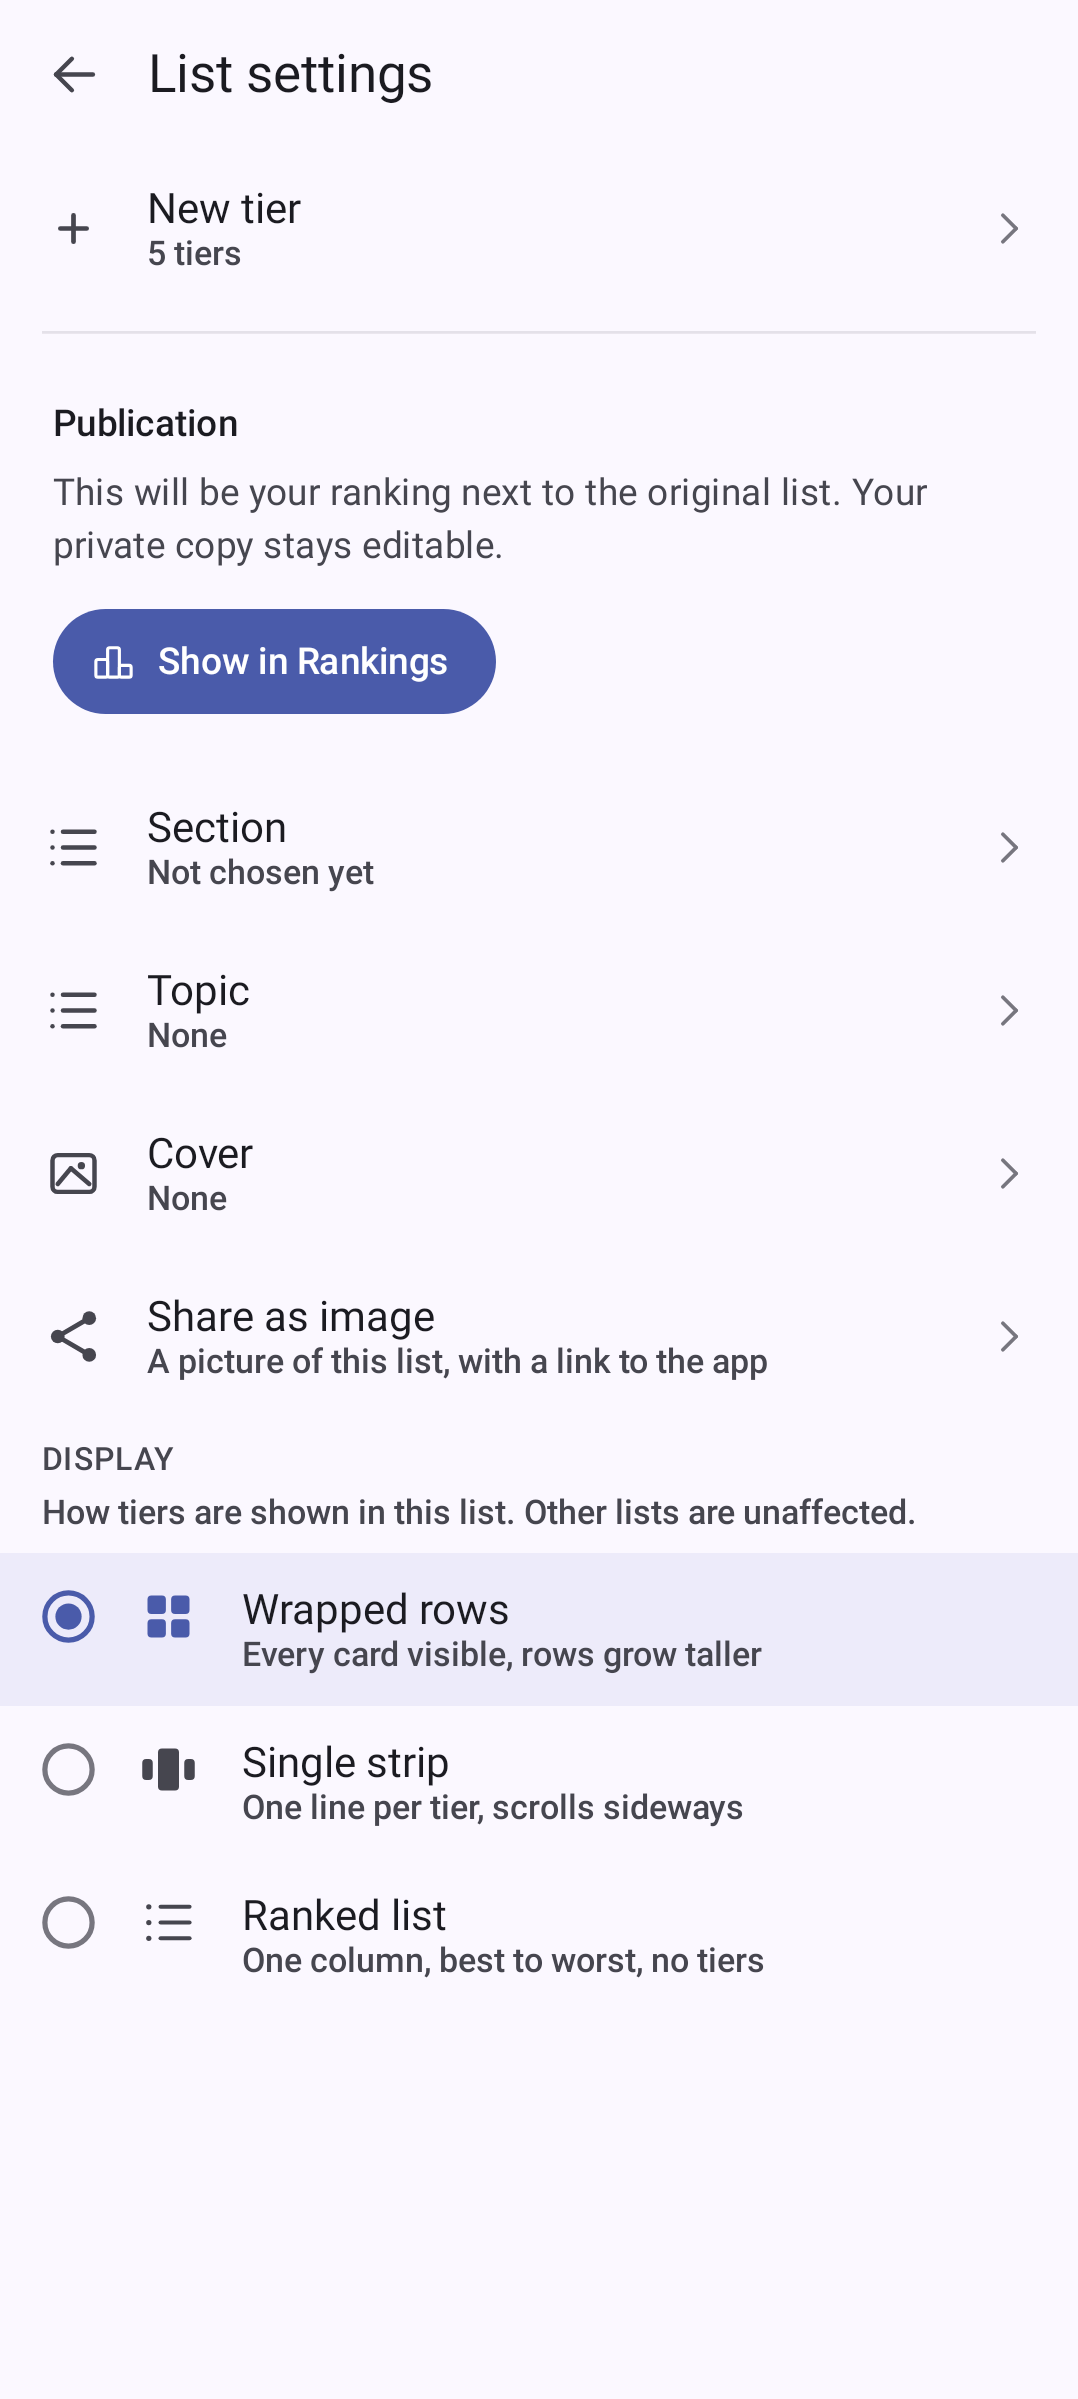 List settings
New tier
5 tiers
Publication
This will be your ranking next to the original list. Your
private copy stays editable.
Show in Rankings
Section
Not chosen yet
Topic
None
Cover
None
Share as image
A picture of this list, with a link to the app
DISPLAY
How tiers are shown in this list. Other lists are unaffected.
Wrapped rows
Every card visible, rows grow taller
Single strip
One line per tier, scrolls sideways
Ranked list
One column, best to worst, no tiers